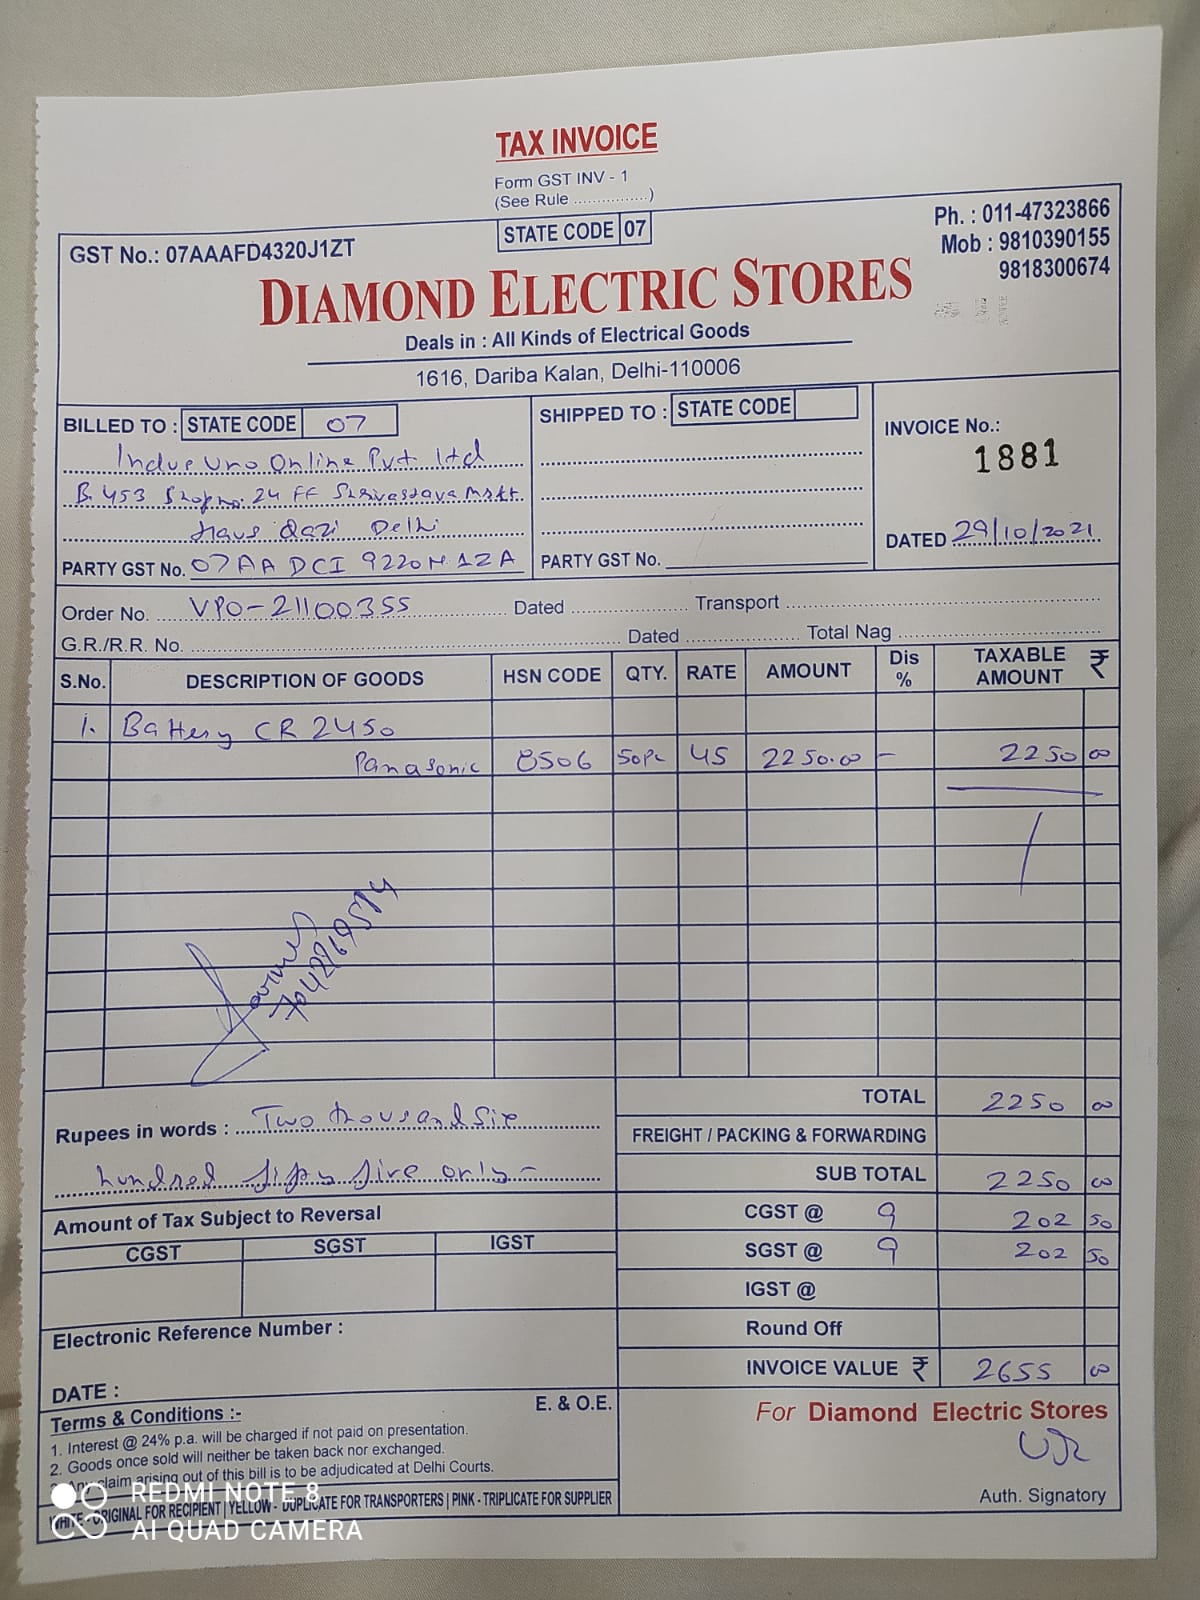 TAX INVOICE
Form GST INV - 1
(See Rule ................)
GST No.: 07AAAFD4320J1ZT
STATE CODE 07
Ph. : 011-47323866
Mob : 9810390155
9818300674
DIAMOND ELECTRIC STORES
Deals in : All Kinds of Electrical Goods
1616, Dariba Kalan, Delhi-110006
BILLED TO : STATE CODE 07
Indus Uno Online Pvt Ltd
B. 453 Shop no. 24 FF Srivastava Mrkt.
Haus Qazi Delhi
PARTY GST No. 07AADCI9220M1ZA
SHIPPED TO : STATE CODE
PARTY GST No.
INVOICE No.:
1881
DATED 29/10/2021
Order No. VPO-21100355 Dated Transport
G.R./R.R. No. Dated Total Nag
S.No. DESCRIPTION OF GOODS HSN CODE QTY. RATE AMOUNT Dis % TAXABLE AMOUNT ₹
1. Battery CR 2450
Panasonic 8506 50Pc 45 2250.00 - 2250 00
7042869584
TOTAL 2250 00
Rupees in words : Two thousand six
hundred fifty five only -
FREIGHT / PACKING & FORWARDING
SUB TOTAL 2250 00
Amount of Tax Subject to Reversal
CGST SGST IGST
CGST @ 9 202 50
SGST @ 9 202 50
IGST @
Electronic Reference Number :
Round Off
INVOICE VALUE ₹ 2655 00
DATE :
Terms & Conditions :-
E. & O.E.
1. Interest @ 24% p.a. will be charged if not paid on presentation.
2. Goods once sold will neither be taken back nor exchanged.
claim arising out of this bill is to be adjudicated at Delhi Courts.
For Diamond Electric Stores
Auth. Signatory
WHITE - ORIGINAL FOR RECIPIENT | YELLOW - DUPLICATE FOR TRANSPORTERS | PINK - TRIPLICATE FOR SUPPLIER
REDMI NOTE 8
AI QUAD CAMERA